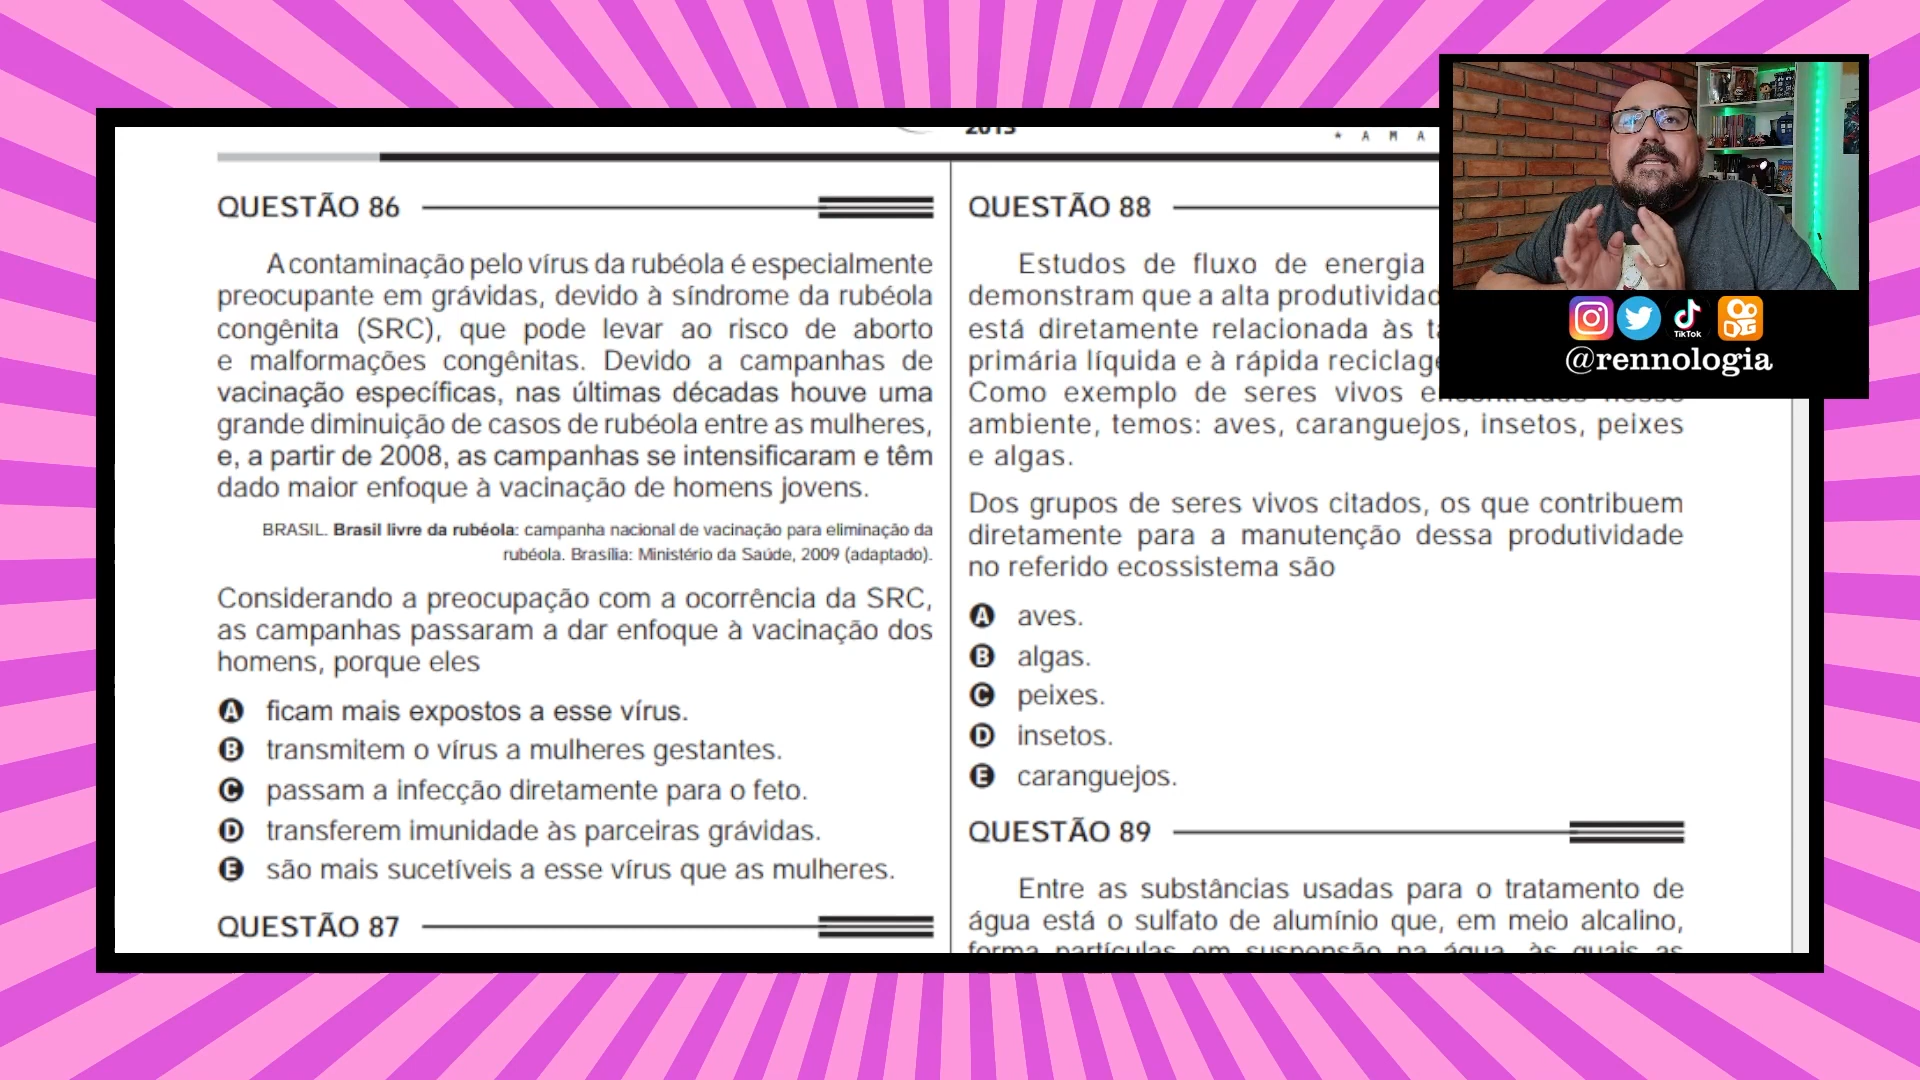 2013
* A M A
QUESTÃO 86
A contaminação pelo vírus da rubéola é especialmente
preocupante em grávidas, devido à síndrome da rubéola
congênita (SRC), que pode levar ao risco de aborto
e malformações congênitas. Devido a campanhas de
vacinação específicas, nas últimas décadas houve uma
grande diminuição de casos de rubéola entre as mulheres,
e, a partir de 2008, as campanhas se intensificaram e têm
dado maior enfoque à vacinação de homens jovens.
BRASIL. Brasil livre da rubéola: campanha nacional de vacinação para eliminação da
rubéola. Brasília: Ministério da Saúde, 2009 (adaptado).
Considerando a preocupação com a ocorrência da SRC,
as campanhas passaram a dar enfoque à vacinação dos
homens, porque eles
A ficam mais expostos a esse vírus.
B transmitem o vírus a mulheres gestantes.
C passam a infecção diretamente para o feto.
D transferem imunidade às parceiras grávidas.
E são mais sucetíveis a esse vírus que as mulheres.
QUESTÃO 87
QUESTÃO 88
Estudos de fluxo de energia
demonstram que a alta
está diretamente relacionada às
primária líquida e à rápida
Como exemplo de seres vivos
ambiente, temos: aves, caranguejos, insetos, peixes
e algas.
Dos grupos de seres vivos citados, os que contribuem
diretamente para a manutenção dessa produtividade
no referido ecossistema são
A aves.
B algas.
C peixes.
D insetos.
E caranguejos.
QUESTÃO 89
Entre as substâncias usadas para o tratamento de
água está o sulfato de alumínio que, em meio alcalino,
forma partículas em suspensão na água, às quais as
TikTok
@rennologia